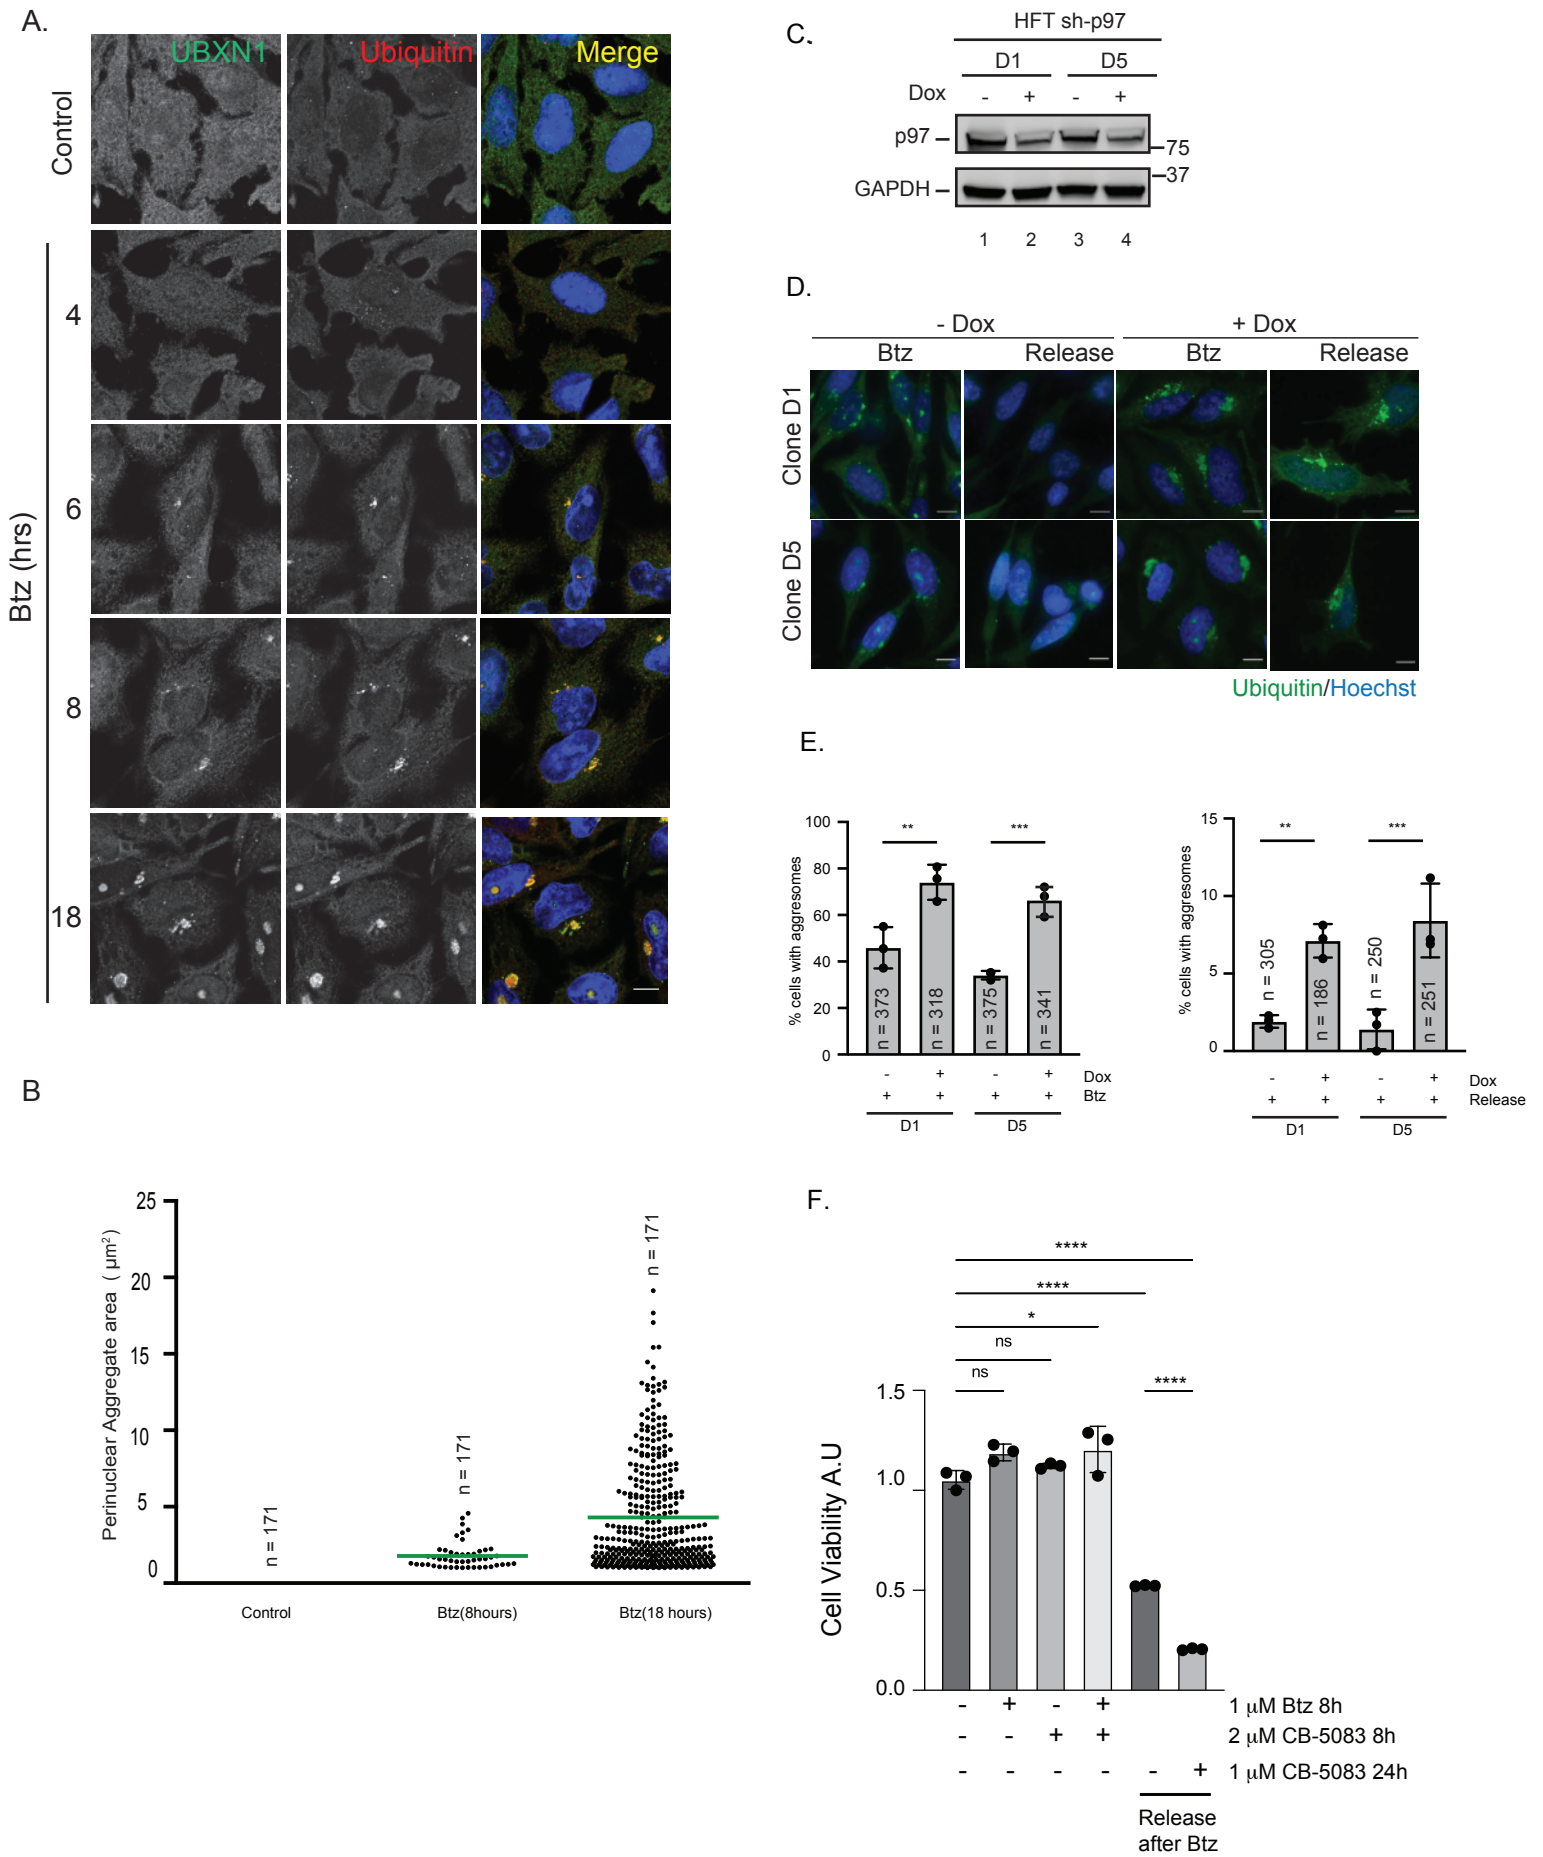 A.
UBXN1
Ubiquitin
Merge
Control
Btz (hrs)
4
6
8
18
B
Perinuclear Aggregate area ( µm²)
25
20
15
10
5
0
n = 171
n = 171
n = 171
Control
Btz(8hours)
Btz(18 hours)
C.
HFT sh-p97
D1 D5
Dox - + - +
p97
75
37
GAPDH
1 2 3 4
D.
- Dox + Dox
Btz Release Btz Release
Clone D1
Clone D5
Ubiquitin/Hoechst
E.
% cells with aggresomes
100
80
60
40
20
0
** ***
n = 373
n = 318
n = 375
n = 341
- + - + Dox
+ + + + Btz
D1 D5
% cells with aggresomes
15
10
5
0
** ***
n = 305
n = 186
n = 250
n = 251
- + - + Dox
+ + + + Release
D1 D5
F.
****
****
*
ns
ns
****
Cell Viability A.U
1.5
1.0
0.5
0.0
- + - + 1 µM Btz 8h
- - + + 2 µM CB-5083 8h
- - - - - + 1 µM CB-5083 24h
Release
after Btz